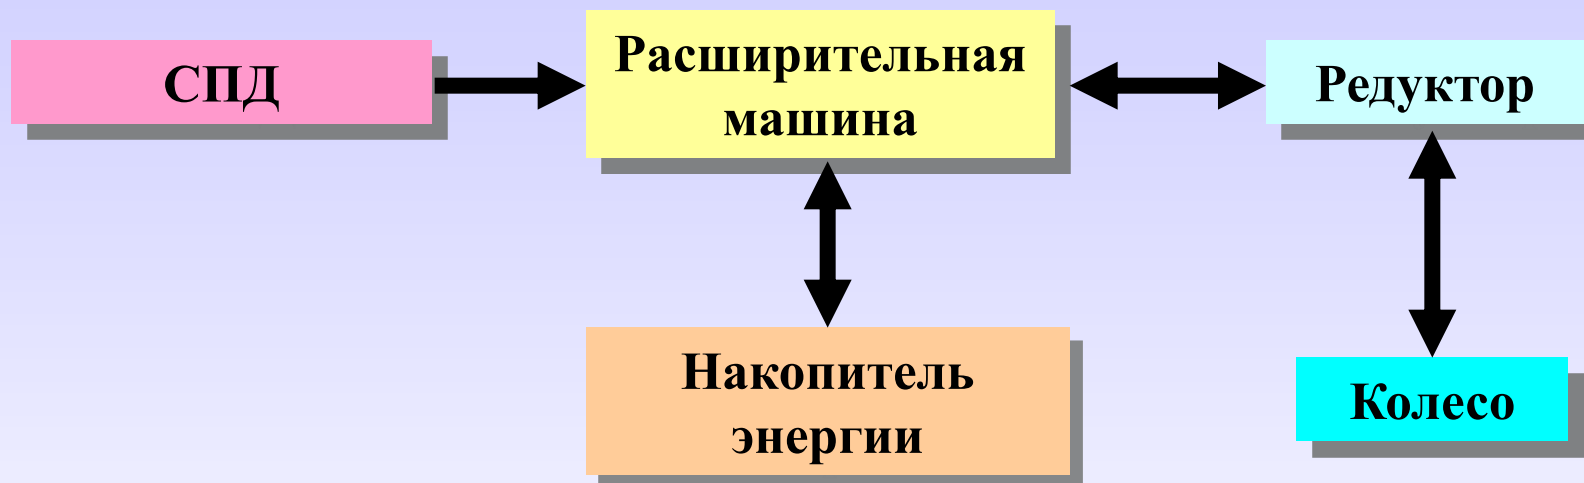 СПД
Расширительная
машина
Редуктор
Накопитель
энергии
Колесо